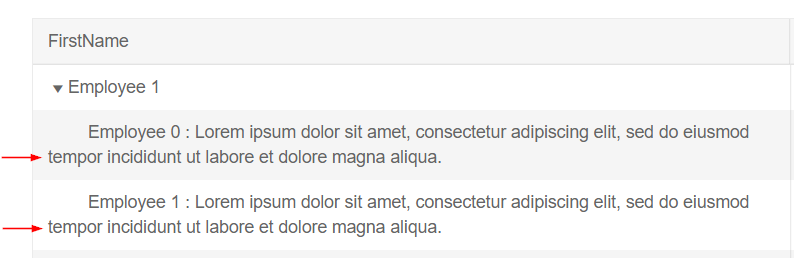 FirstName
Employee 1
Employee 0 : Lorem ipsum dolor sit amet, consectetur adipiscing elit, sed do eiusmod
tempor incididunt ut labore et dolore magna aliqua.
Employee 1 : Lorem ipsum dolor sit amet, consectetur adipiscing elit, sed do eiusmod
tempor incididunt ut labore et dolore magna aliqua.